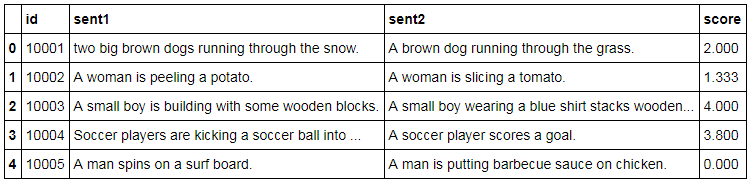 id sent1 sent2 score
0 10001 two big brown dogs running through the snow. A brown dog running through the grass. 2.000
1 10002 A woman is peeling a potato. A woman is slicing a tomato. 1.333
2 10003 A small boy is building with some wooden blocks. A small boy wearing a blue shirt stacks wooden... 4.000
3 10004 Soccer players are kicking a soccer ball into ... A soccer player scores a goal. 3.800
4 10005 A man spins on a surf board. A man is putting barbecue sauce on chicken. 0.000